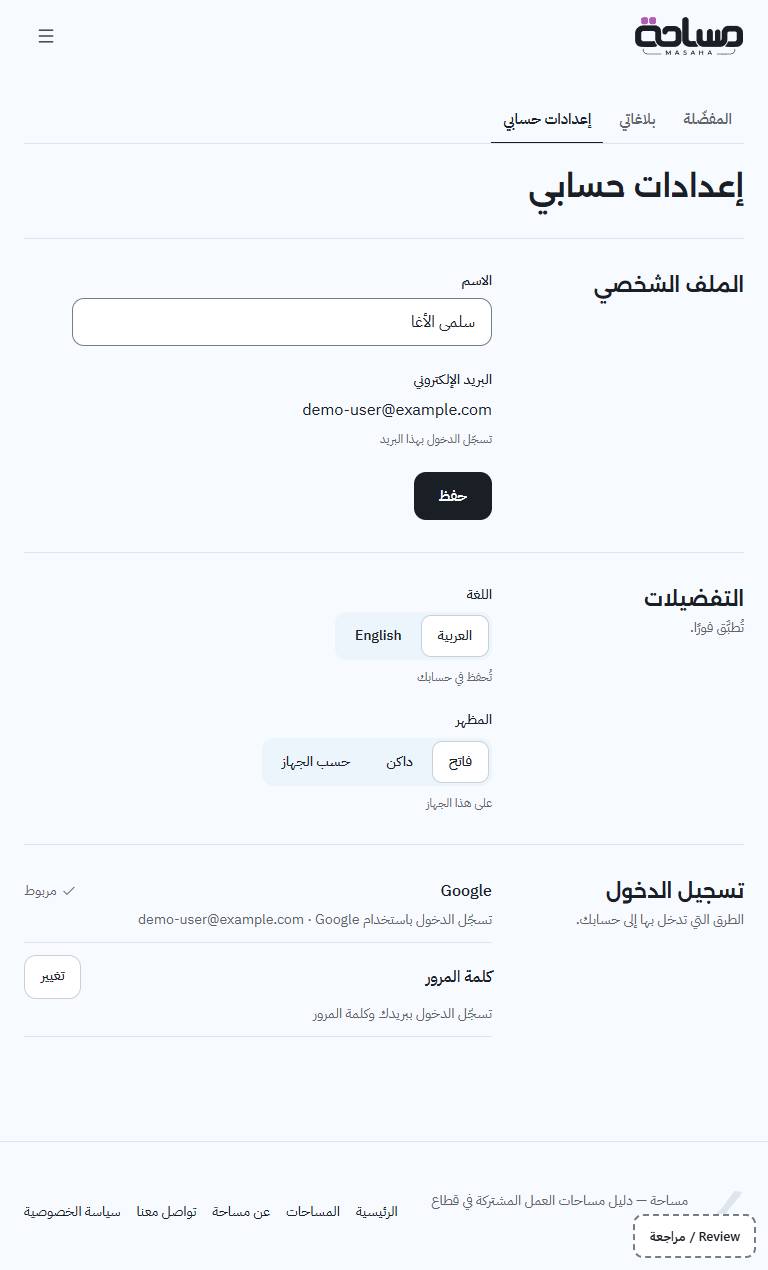 مساحة
MASAHA
المفضّلة
بلاغاتي
إعدادات حسابي
إعدادات حسابي
الملف الشخصي
الاسم
سلمى الأغا
البريد الإلكتروني
demo-user@example.com
تسجّل الدخول بهذا البريد
حفظ
التفضيلات
تُطبَّق فورًا.
اللغة
العربية
English
تُحفظ في حسابك
المظهر
فاتح
داكن
حسب الجهاز
على هذا الجهاز
تسجيل الدخول
الطرق التي تدخل بها إلى حسابك.
Google
مربوط
تسجّل الدخول باستخدام Google · demo-user@example.com
كلمة المرور
تغيير
تسجّل الدخول ببريدك وكلمة المرور
مساحة — دليل مساحات العمل المشتركة في قطاع
الرئيسية
المساحات
عن مساحة
تواصل معنا
سياسة الخصوصية
Review / مراجعة